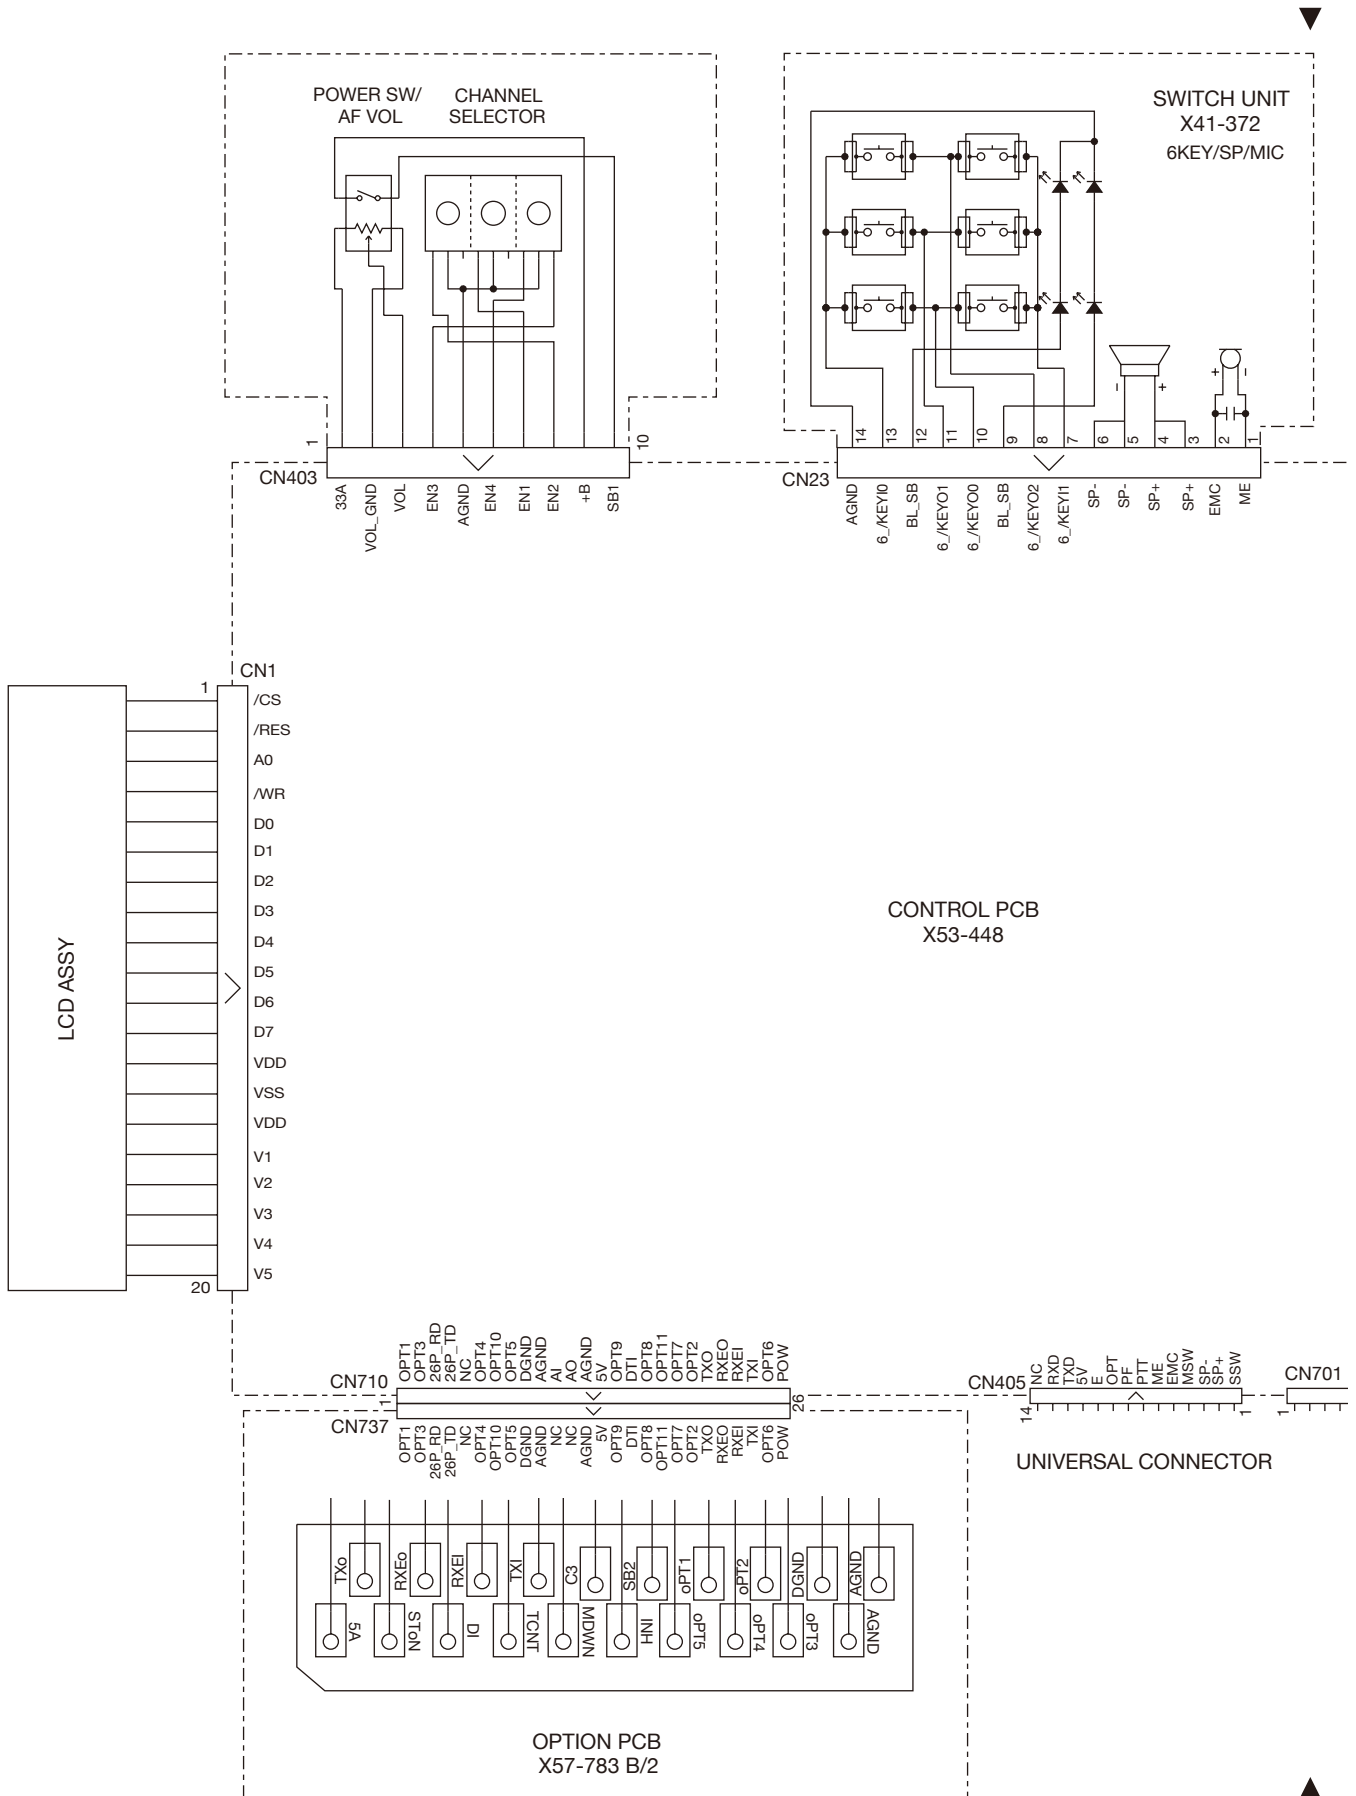 POWER SW/
AF VOL
CHANNEL
SELECTOR
SWITCH UNIT
X41-372
6KEY/SP/MIC
-
+
+
-
1
10
CN403
33A
VOL_GND
VOL
EN3
AGND
EN4
EN1
EN2
+B
SB1
14
13
12
11
10
9
8
7
6
5
4
3
2
1
CN23
AGND
6_/KEYI0
BL_SB
6_/KEYO1
6_/KEYO0
BL_SB
6_/KEYO2
6_/KEYI1
SP-
SP-
SP+
SP+
EMC
ME
CN1
1
/CS
/RES
A0
/WR
D0
D1
D2
D3
D4
D5
D6
D7
VDD
VSS
VDD
V1
V2
V3
V4
V5
20
LCD ASSY
CONTROL PCB
X53-448
CN710
OPT1
OPT3
26P_RD
26P_TD
NC
OPT4
OPT10
OPT5
DGND
AGND
AI
AO
AGND
5V
OPT9
DTI
OPT8
OPT11
OPT7
OPT2
TXO
RXEO
RXEI
TXI
OPT6
POW
1
26
CN737
OPT1
OPT3
26P_RD
26P_TD
NC
OPT4
OPT10
OPT5
DGND
AGND
NC
NC
AGND
5V
OPT9
DTI
OPT8
OPT11
OPT7
OPT2
TXO
RXEO
RXEI
TXI
OPT6
POW
CN405
NC
RXD
TXD
5V
E
OPT
PF
PTT
ME
EMC
MSW
SP-
SP+
SSW
14
1
CN701
1
UNIVERSAL CONNECTOR
TXo
RXEo
RXEI
TXI
C3
SB2
oPT1
oPT2
DGND
AGND
5A
SToN
DI
TCNT
MDWN
INH
oPT5
oPT4
oPT3
AGND
OPTION PCB
X57-783 B/2